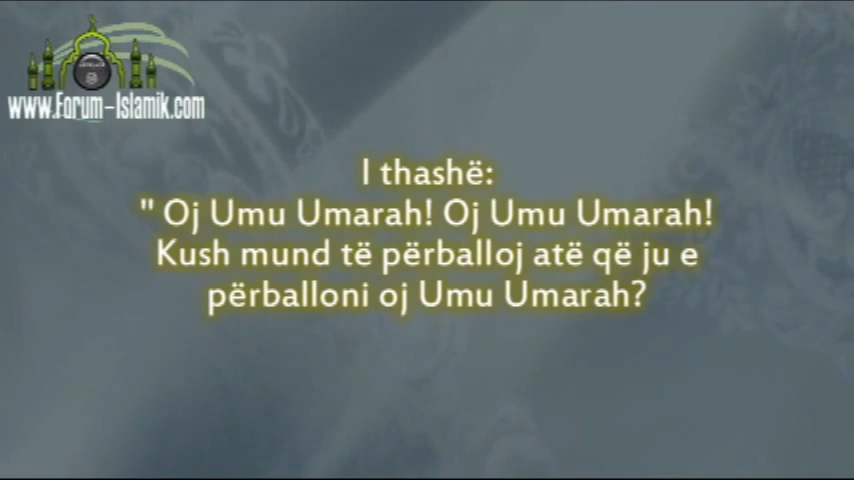 www.Forum-Islamik.com
I thashë:
" Oj Umu Umarah! Oj Umu Umarah!
Kush mund të përballoj atë që ju e
përballoni oj Umu Umarah?